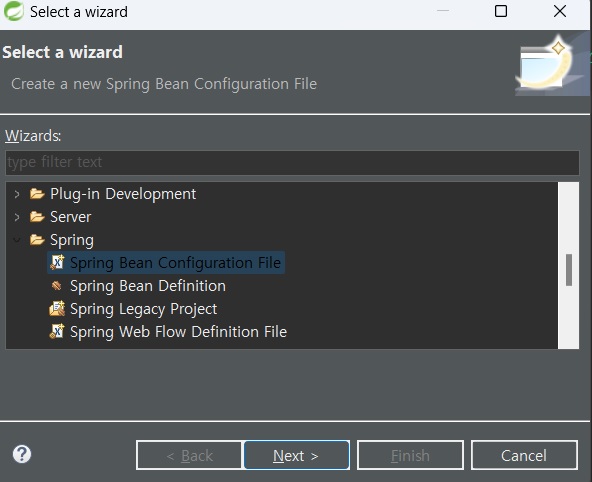 Select a wizard
Select a wizard
Create a new Spring Bean Configuration File
Wizards:
type filter text
Plug-in Development
Server
Spring
Spring Bean Configuration File
Spring Bean Definition
Spring Legacy Project
Spring Web Flow Definition File
? < Back Next > Finish Cancel